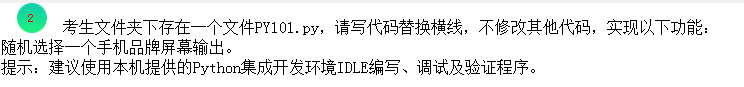 2 考生文件夹下存在一个文件PY101.py，请写代码替换横线，不修改其他代码，实现以下功能：
随机选择一个手机品牌屏幕输出。
提示：建议使用本机提供的Python集成开发环境IDLE编写、调试及验证程序。